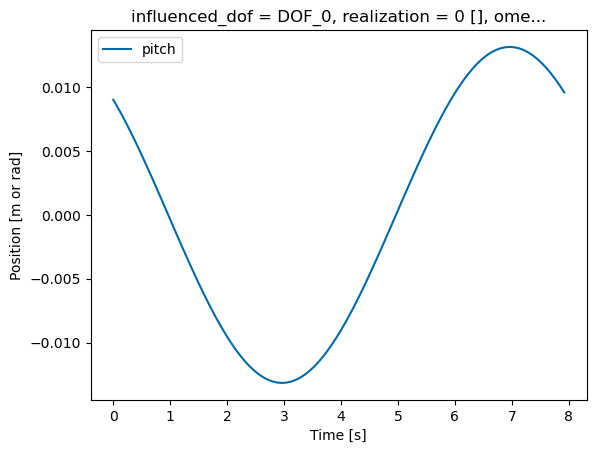 influenced_dof = DOF_0, realization = 0 [], ome...
pitch
Position [m or rad]
0.010
0.005
0.000
−0.005
−0.010
0 1 2 3 4 5 6 7 8
Time [s]